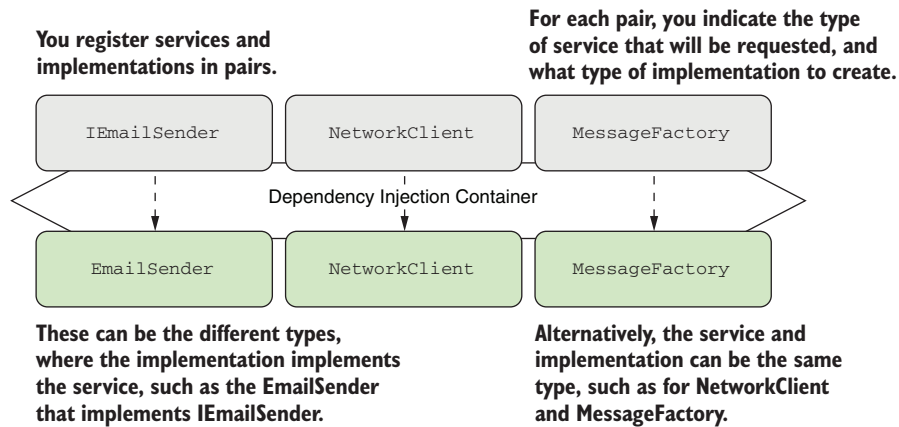 You register services and
implementations in pairs.
For each pair, you indicate the type
of service that will be requested, and
what type of implementation to create.
IEmailSender
NetworkClient
MessageFactory
Dependency Injection Container
EmailSender
NetworkClient
MessageFactory
These can be the different types,
where the implementation implements
the service, such as the EmailSender
that implements IEmailSender.
Alternatively, the service and
implementation can be the same
type, such as for NetworkClient
and MessageFactory.